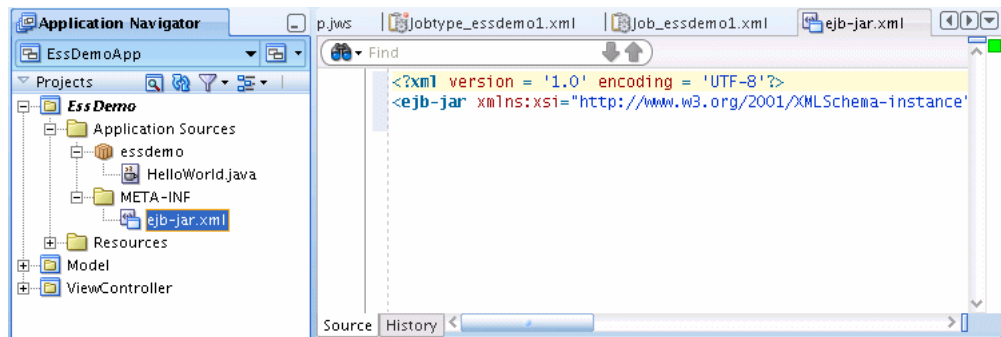 Application Navigator
EssDemoApp
Projects
EssDemo
Application Sources
essdemo
HelloWorld.java
META-INF
ejb-jar.xml
Resources
Model
ViewController
p.jws
Jobtype_essdemo1.xml
Job_essdemo1.xml
ejb-jar.xml
Find
<?xml version = '1.0' encoding = 'UTF-8'?>
<ejb-jar xmlns:xsi="http://www.w3.org/2001/XMLSchema-instance"
Source
History